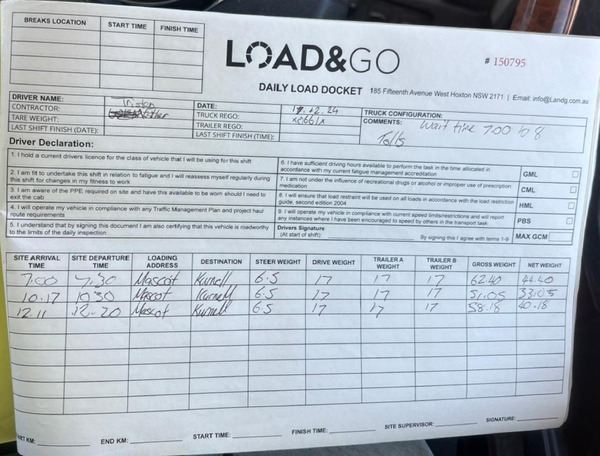 BREAKS LOCATION START TIME FINISH TIME
LOAD&GO
# 150795
DAILY LOAD DOCKET 185 Fifteenth Avenue West Hoxton NSW 2171 | Email: info@Landg.com.au
DRIVER NAME:
CONTRACTOR:
TARE WEIGHT:
LAST SHIFT FINISH (DATE):
DATE: 17.12.24
TRUCK REGO: XO661X
TRAILER REGO:
LAST SHIFT FINISH (TIME):
TRUCK CONFIGURATION:
COMMENTS: Wait time 7.00 to 8
Tolls
Driver Declaration:
1. I hold a current drivers licence for the class of vehicle that I will be using for this shift
2. I am fit to undertake this shift in relation to fatigue and I will reassess myself regularly during this shift for changes in my fitness to work
3. I am aware of the PPE required on site and have this available to be worn should I need to exit the cab
4. I will operate my vehicle in compliance with any Traffic Management Plan and project haul route requirements
5. I understand that by signing this document I am also certifying that this vehicle is roadworthy to the limits of the daily inspection
6. I have sufficient driving hours available to perform the task in the time allocated in accordance with my current fatigue management accreditation
7. I am not under the influence of recreational drugs or alcohol or improper use of prescription medication
8. I will ensure that load restraint will be used on all loads in accordance with the load restriction guide, second edition 2004
9. I will operate my vehicle in compliance with current speed limits/restrictions and will report any instances where I have been encouraged to speed by others in the transport task
Drivers Signature
(At start of shift): By signing this I agree with terms 1-9
GML
CML
HML
PBS
MAX GCM
SITE ARRIVAL TIME SITE DEPARTURE TIME LOADING ADDRESS DESTINATION STEER WEIGHT DRIVE WEIGHT TRAILER A WEIGHT TRAILER B WEIGHT GROSS WEIGHT NET WEIGHT
7.00 7.30 Mascot Kurnell 6.5 17 17 17 62.40 44.40
10.17 10.30 Mascot Kurnell 6.5 17 17 17 51.05 33.05
12.11 12.20 Mascot Kurnell 6.5 17 17 17 58.18 40.18
START KM: END KM: START TIME: FINISH TIME: SITE SUPERVISOR: SIGNATURE: